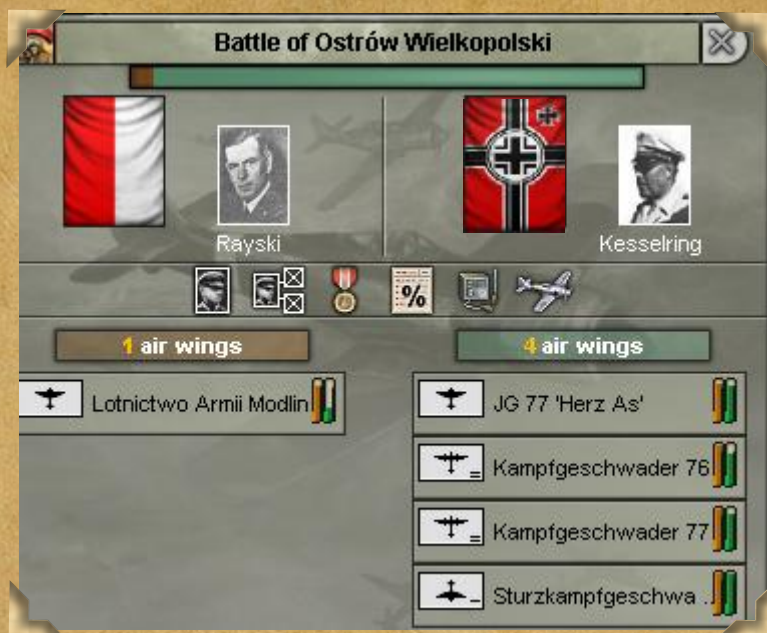 Battle of Ostrów Wielkopolski
Rayski
Kesselring
%
1 air wings
4 air wings
Lotnictwo Armii Modlin
JG 77 'Herz As'
Kampfgeschwader 76
Kampfgeschwader 77
Sturzkampfgeschwa ..